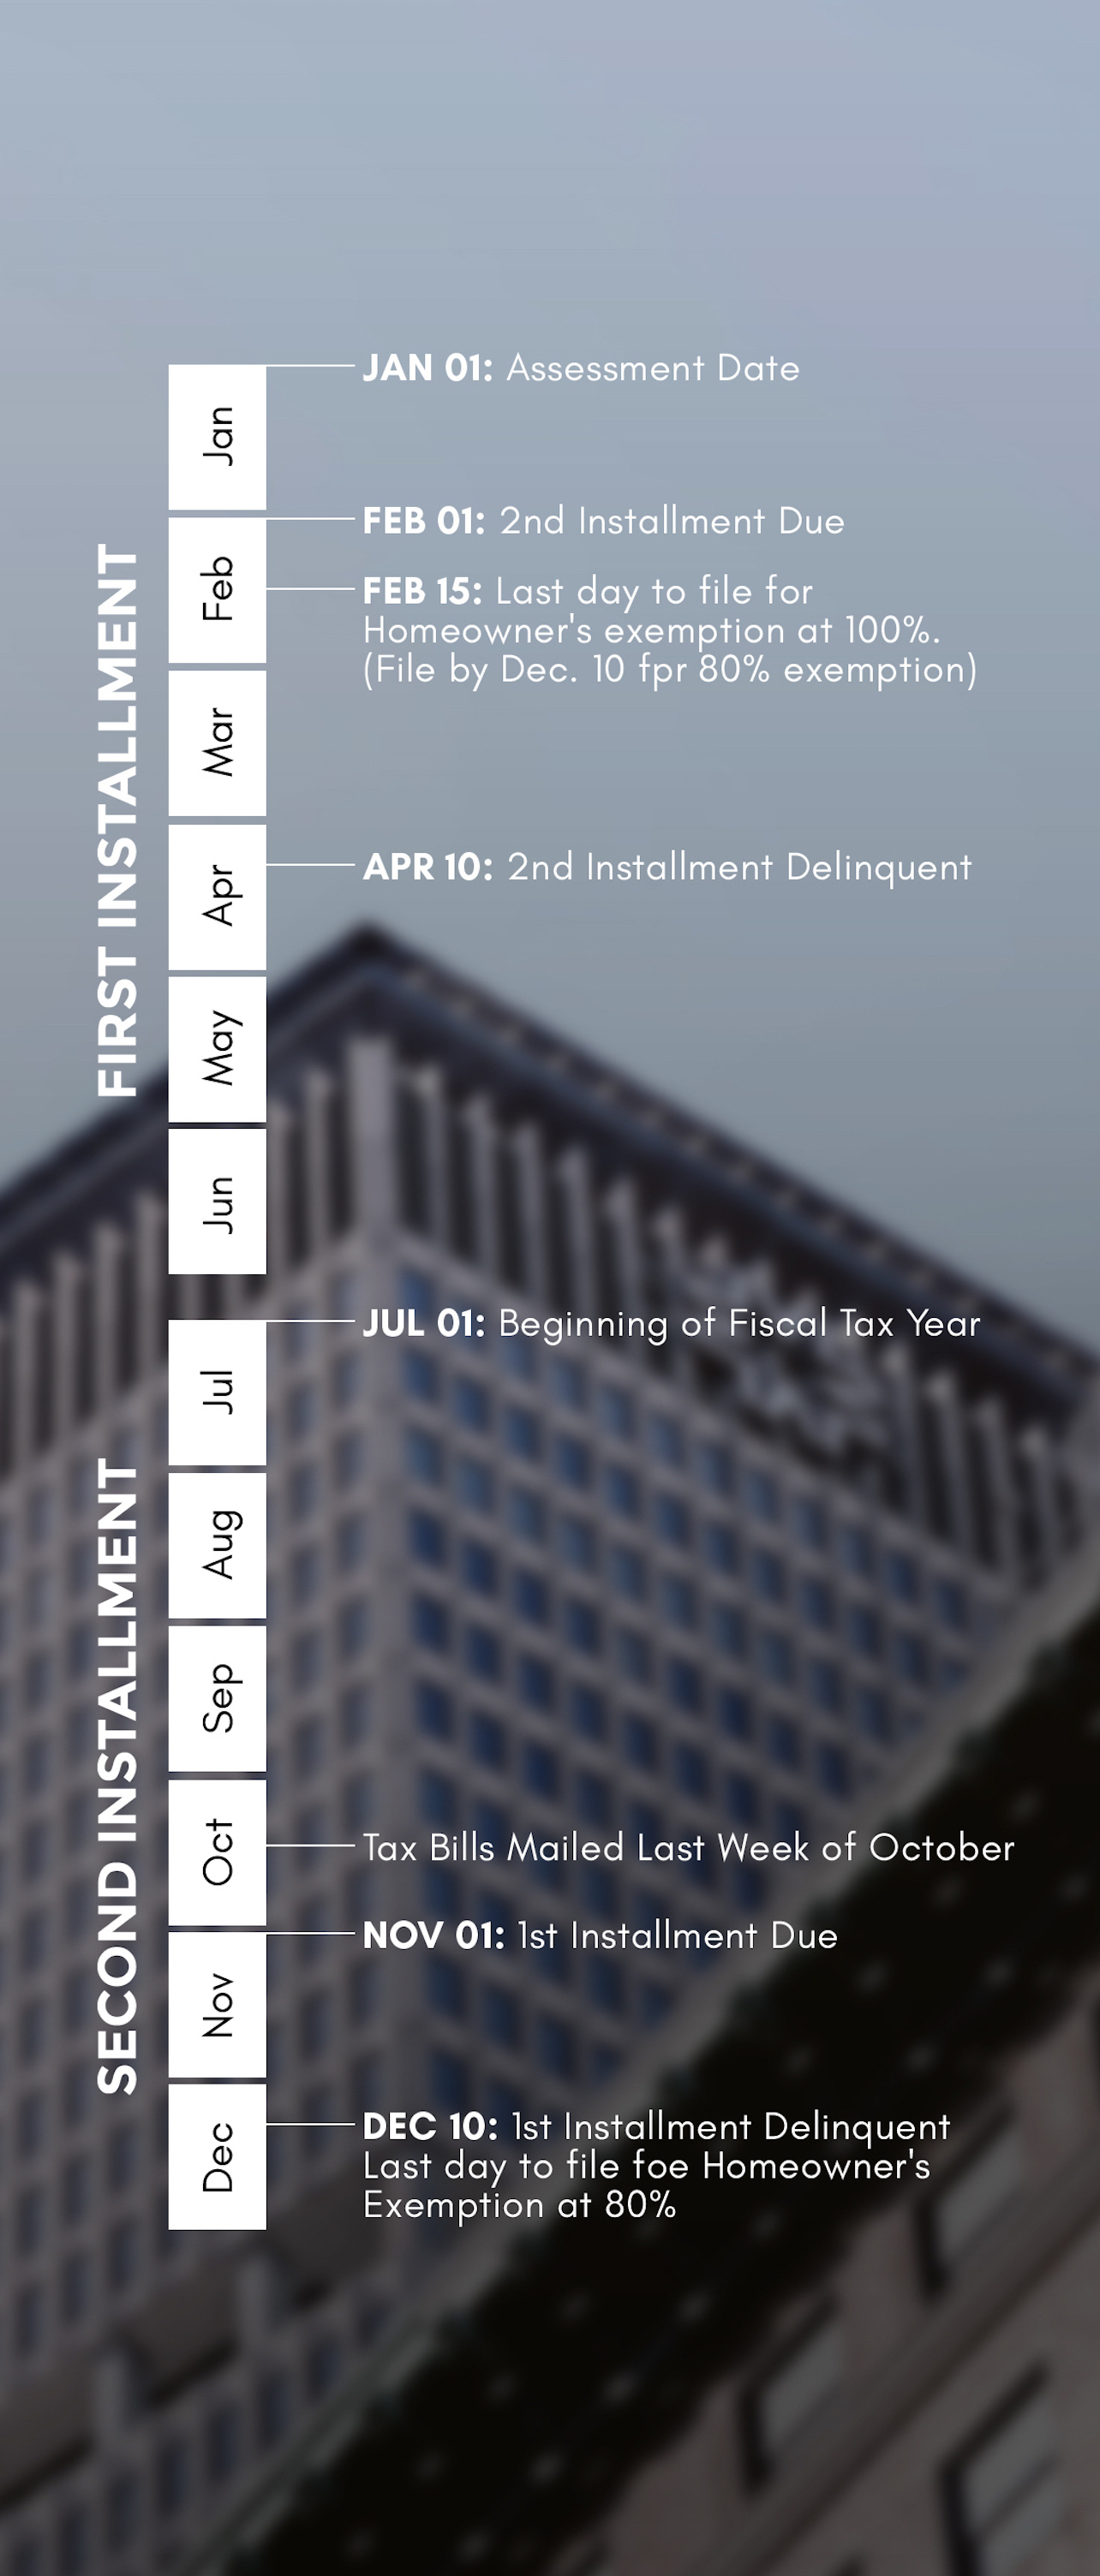 FIRST INSTALLMENT
Jan
JAN 01: Assessment Date
Feb
FEB 01: 2nd Installment Due
FEB 15: Last day to file for
Homeowner's exemption at 100%.
(File by Dec. 10 fpr 80% exemption)
Mar
Apr
APR 10: 2nd Installment Delinquent
May
Jun
SECOND INSTALLMENT
Jul
JUL 01: Beginning of Fiscal Tax Year
Aug
Sep
Oct
Tax Bills Mailed Last Week of October
Nov
NOV 01: 1st Installment Due
Dec
DEC 10: 1st Installment Delinquent
Last day to file foe Homeowner's
Exemption at 80%